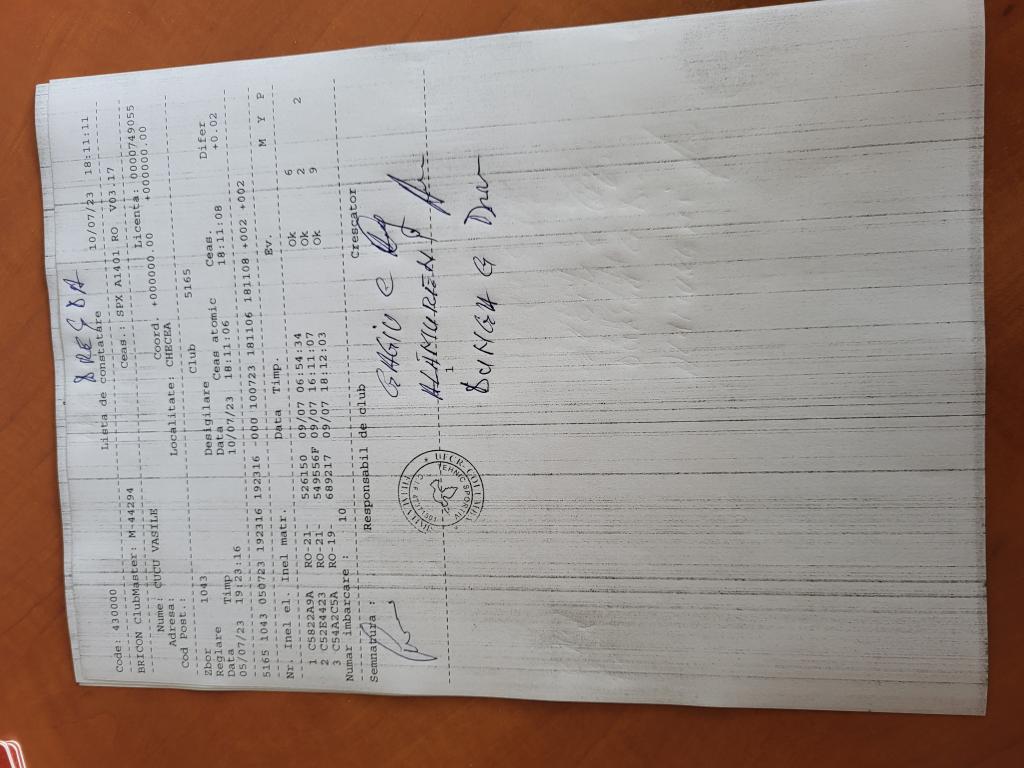 DREGDA
Lista de constatare 10/07/23 18:11:11
Code: 430000 Ceas.: SPX A1401 RO V03.17
BRICON ClubMaster: M-44294 Licenta: 0000749055
Nume: CUCU VASILE Coord. +000000.00 +000000.00
Adresa: Localitate: CHECEA
Cod Post.:
Zbor 1043 Club 5165
Reglare Desigilare
Data Timp Data Ceas atomic Ceas. Difer
05/07/23 19:23:16 10/07/23 18:11:06 18:11:08 +0.02
5165 1043 050723 192316 192316 -000 100723 181106 181108 +002 +002
Nr. Inel el. Inel matr. Data Timp. Ev. M Y P
1 C5822A9A RO-21- 526150 09/07 06:54:34 Ok 6
2 C52E4423 RO-21- 549556F 09/07 16:11:07 Ok 2 2
3 C54A2C5A RO-19- 689217 09/07 18:12:03 Ok 9
Numar imbarcare : 10
Semnatura : Responsabil de club Crescator
GAGIU C
1